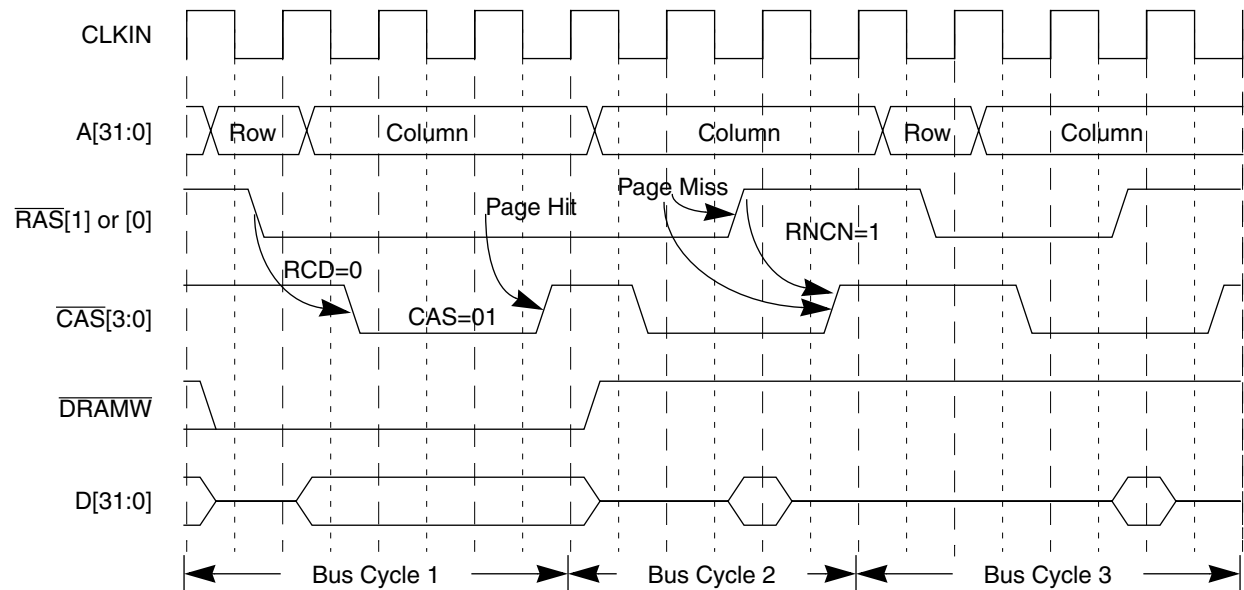 CLKIN
A[31:0]
Row
Column
Column
Row
Column
RAS[1] or [0]
Page Hit
Page Miss
RNCN=1
RCD=0
CAS[3:0]
CAS=01
DRAMW
D[31:0]
Bus Cycle 1
Bus Cycle 2
Bus Cycle 3